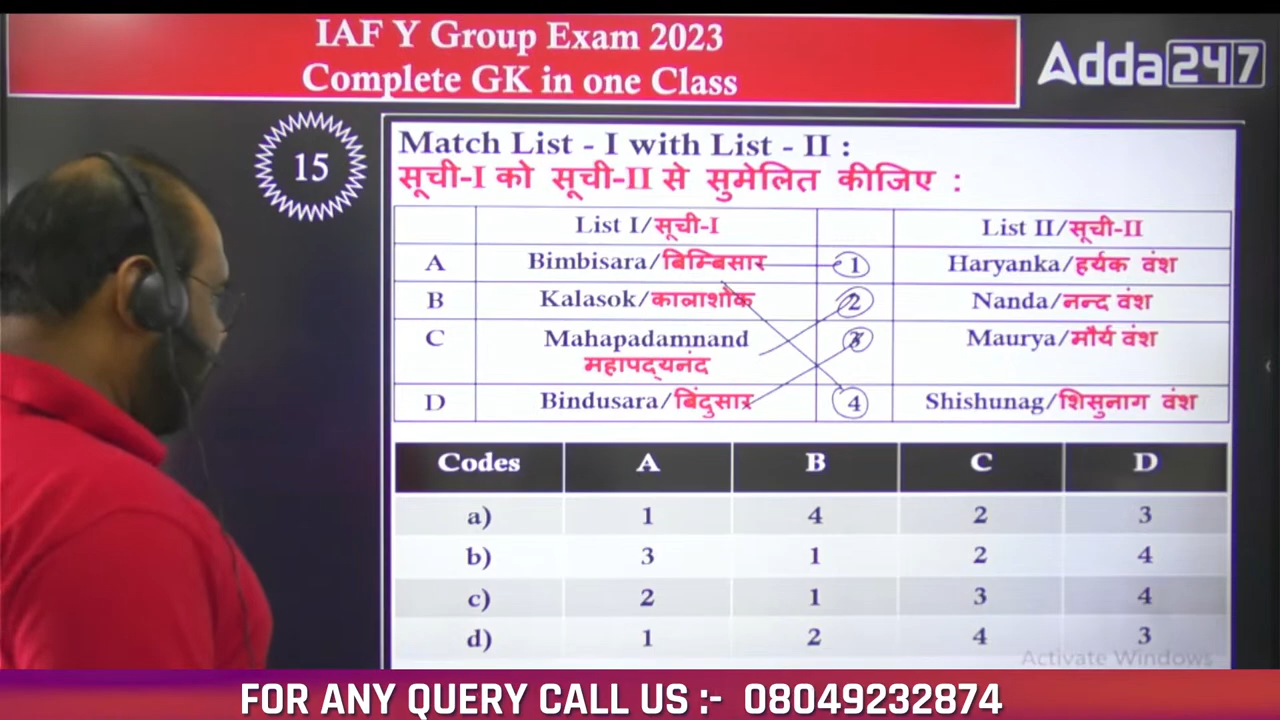 IAF Y Group Exam 2023
Complete GK in one Class
Adda247
15
Match List - I with List - II :
सूची-I को सूची-II से सुमेलित कीजिए :
List I/सूची-I List II/सूची-II
A Bimbisara/बिम्बिसार 1 Haryanka/हर्यक वंश
B Kalasok/कालाशोक 2 Nanda/नन्द वंश
C Mahapadamnand 3 Maurya/मौर्य वंश
महापद्यनंद
D Bindusara/बिंदुसार 4 Shishunag/शिसुनाग वंश
Codes A B C D
a) 1 4 2 3
b) 3 1 2 4
c) 2 1 3 4
d) 1 2 4 3
Activate Windows
FOR ANY QUERY CALL US :- 08049232874